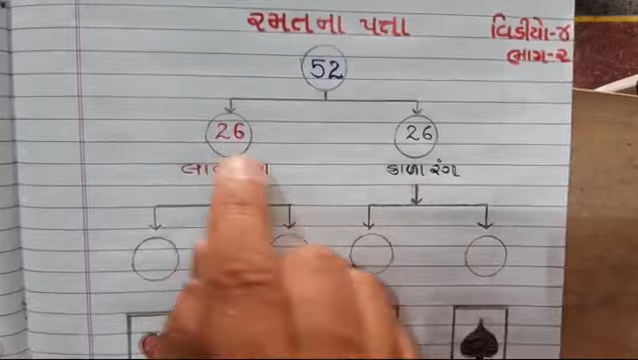 રમતના પત્તા
વિડીયો-૪
ભાગ-૨
52
26 26
કાળા રંગ